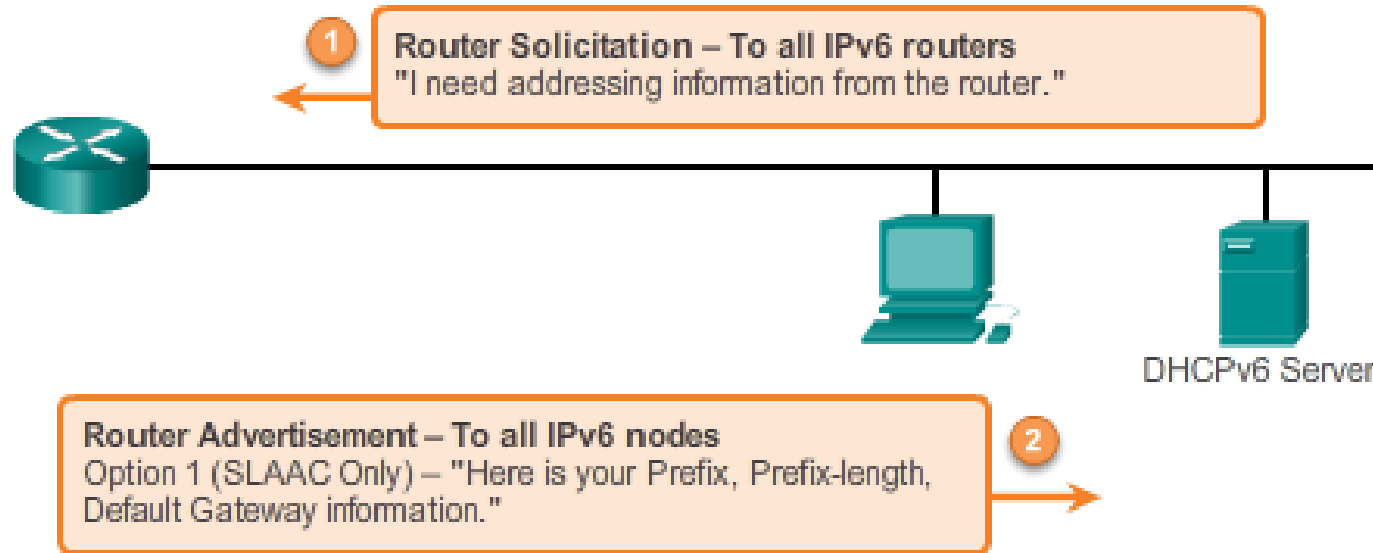 1
Router Solicitation – To all IPv6 routers
"I need addressing information from the router."
DHCPv6 Server
Router Advertisement – To all IPv6 nodes
Option 1 (SLAAC Only) – "Here is your Prefix, Prefix-length,
Default Gateway information."
2